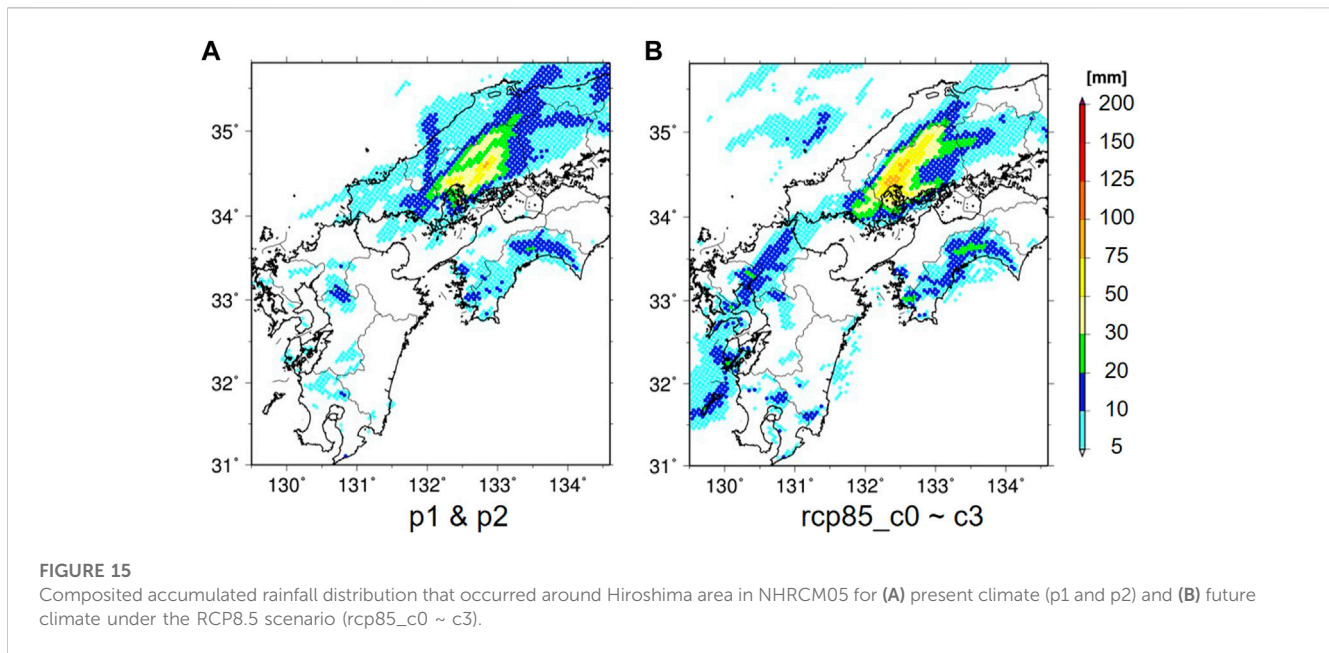 A
B
[mm]
200
150
125
100
75
50
30
20
10
5
35°
34°
33°
32°
31°
130° 131° 132° 133° 134°
p1 & p2
35°
34°
33°
32°
31°
130° 131° 132° 133° 134°
rcp85_c0 ~ c3
FIGURE 15
Composited accumulated rainfall distribution that occurred around Hiroshima area in NHRCM05 for (A) present climate (p1 and p2) and (B) future
climate under the RCP8.5 scenario (rcp85_c0 ~ c3).